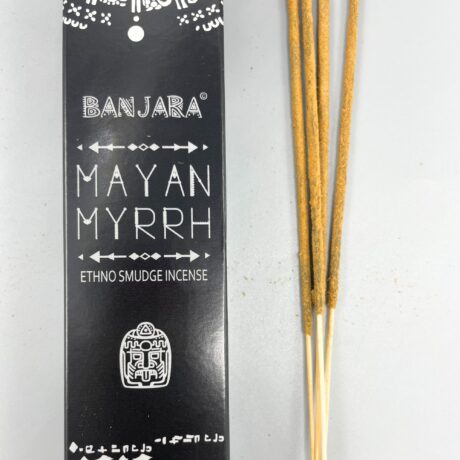 BANJARA©
MAYAN
MYRRH
ETHNO SMUDGE INCENSE